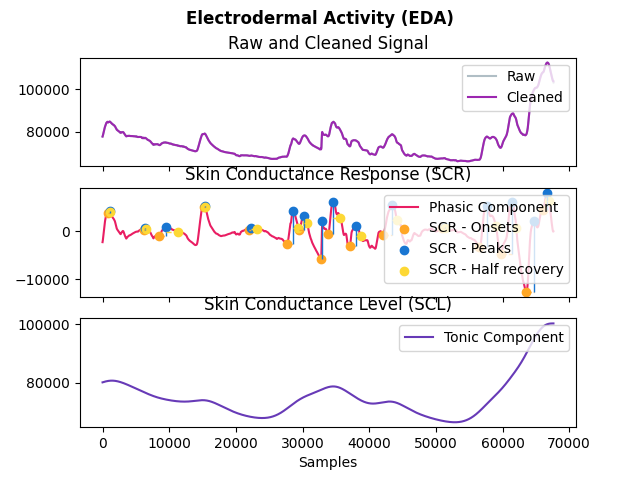 Electrodermal Activity (EDA)
Raw and Cleaned Signal
100000
80000
Raw
Cleaned
Skin Conductance Response (SCR)
0
−10000
Phasic Component
SCR - Onsets
SCR - Peaks
SCR - Half recovery
Skin Conductance Level (SCL)
100000
80000
Tonic Component
0 10000 20000 30000 40000 50000 60000 70000
Samples